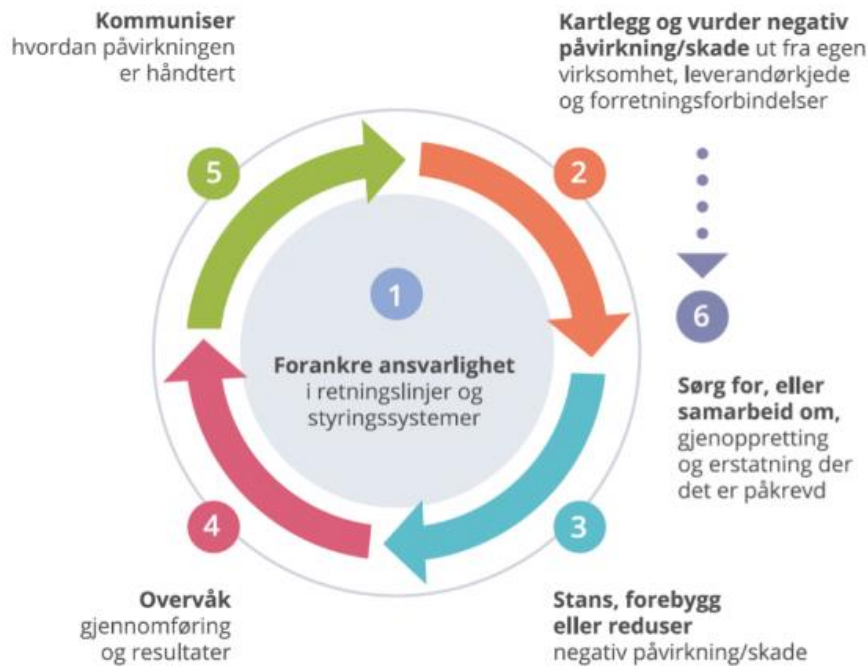 Kommuniser
hvordan påvirkningen
er håndtert
Kartlegg og vurder negativ
påvirkning/skade ut fra egen
virksomhet, leverandørkjede
og forretningsforbindelser
5
2
1
6
Forankre ansvarlighet
i retningslinjer og
styringssystemer
Sørg for, eller
samarbeid om,
gjenoppretting
og erstatning der
det er påkrevd
4
3
Overvåk
gjennomføring
og resultater
Stans, forebygg
eller reduser
negativ påvirkning/skade